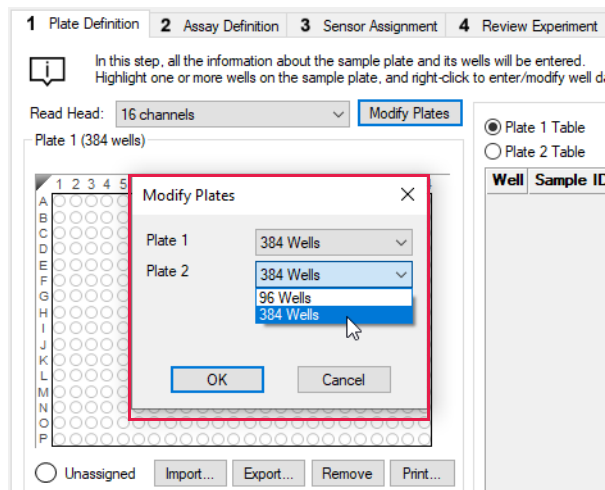 1 Plate Definition 2 Assay Definition 3 Sensor Assignment 4 Review Experiment
In this step, all the information about the sample plate and its wells will be entered.
Highlight one or more wells on the sample plate, and right-click to enter/modify well da
Read Head: 16 channels Modify Plates
Plate 1 (384 wells)
Plate 1 Table
Plate 2 Table
Well Sample ID
1 2 3 4 5
A
B
C
D
E
F
G
H
I
J
K
L
M
N
O
P
Modify Plates
Plate 1 384 Wells
Plate 2 384 Wells
96 Wells
384 Wells
OK Cancel
Unassigned Import... Export... Remove Print...